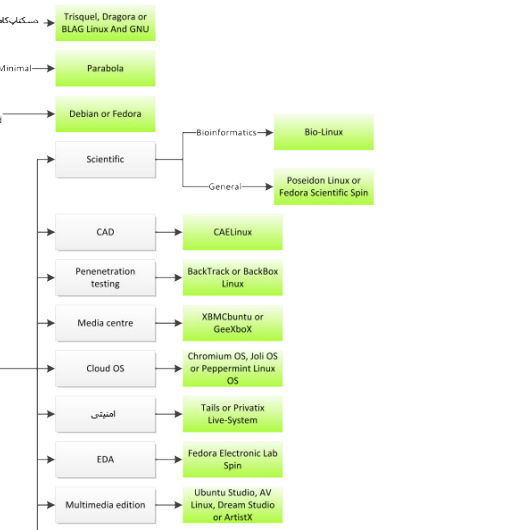 Trisquel, Dragora or
BLAG Linux And GNU
Minimal
Parabola
Debian or Fedora
Scientific
Bioinformatics
Bio-Linux
General
Poseidon Linux or
Fedora Scientific Spin
CAD
CAELinux
Penenetration
testing
BackTrack or BackBox
Linux
Media centre
XBMCbuntu or
GeeXboX
Cloud OS
Chromium OS, Joli OS
or Peppermint Linux
OS
امنیتی
Tails or Privatix
Live-System
EDA
Fedora Electronic Lab
Spin
Multimedia edition
Ubuntu Studio, AV
Linux, Dream Studio
or ArtistX